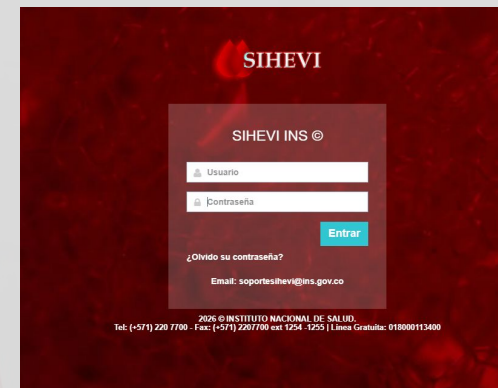 SIHEVI
SIHEVI INS ©
Usuario
Contraseña
Entrar
¿Olvido su contraseña?
Email: soportesihevi@ins.gov.co
2026 © INSTITUTO NACIONAL DE SALUD.
Tel: (+571) 220 7700 - Fax: (+571) 2207700 ext 1254 -1255 | Línea Gratuita: 018000113400